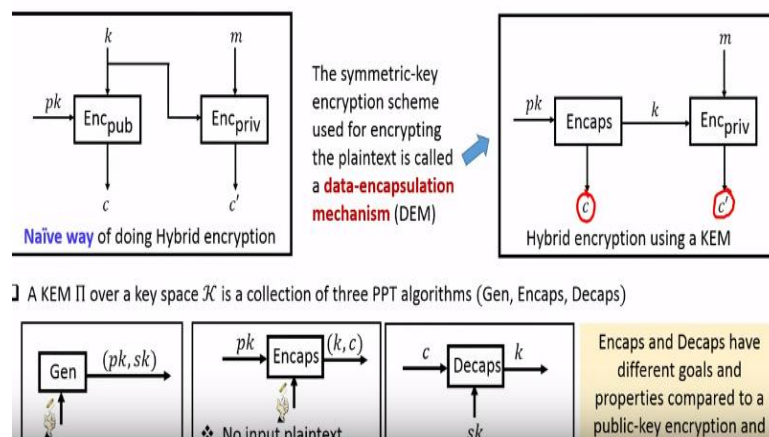 k
m
pk
Enc_pub
Enc_priv
c
c′
Naïve way of doing Hybrid encryption
The symmetric-key
encryption scheme
used for encrypting
the plaintext is called
a data-encapsulation
mechanism (DEM)
m
pk
Encaps
k
Enc_priv
c
c′
Hybrid encryption using a KEM
A KEM Π over a key space 𝒦 is a collection of three PPT algorithms (Gen, Encaps, Decaps)
Gen
(pk, sk)
pk
Encaps
(k, c)
❖ No input plaintext
c
Decaps
k
sk
Encaps and Decaps have
different goals and
properties compared to a
public-key encryption and